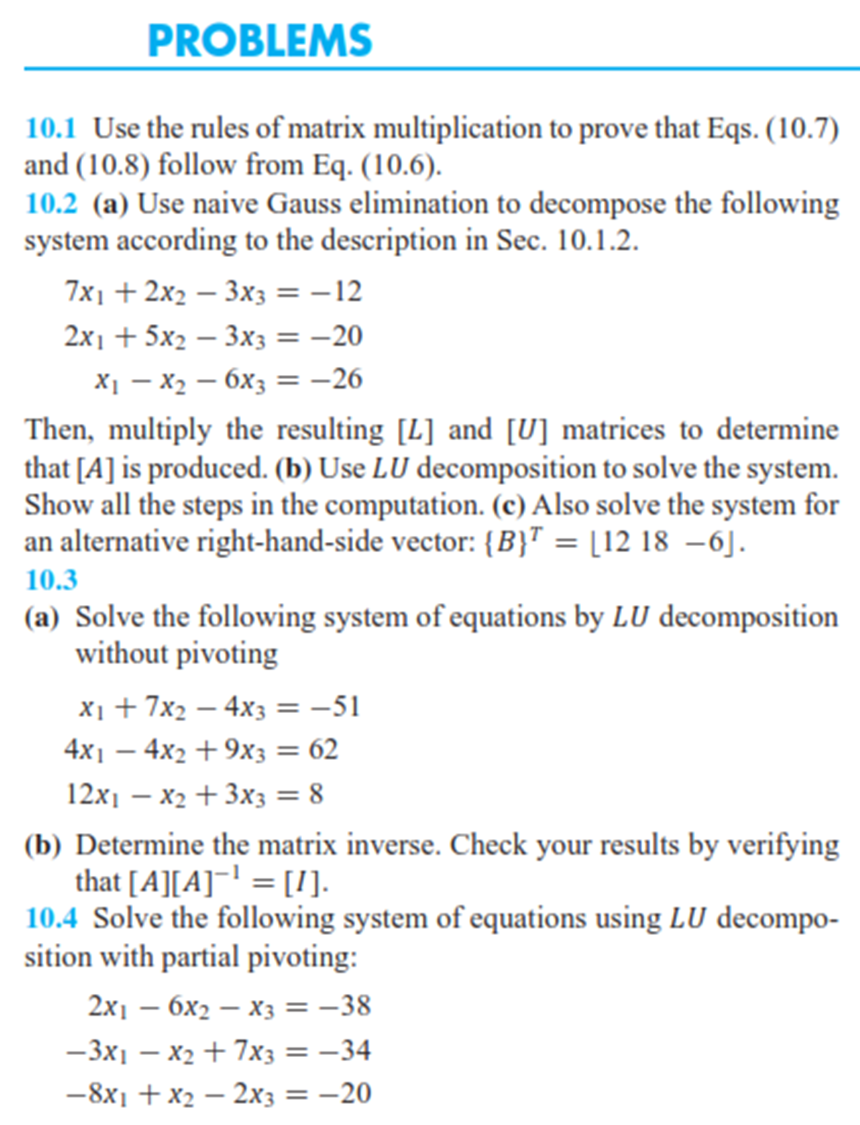 PROBLEMS
10.1 Use the rules of matrix multiplication to prove that Eqs. (10.7)
and (10.8) follow from Eq. (10.6).
10.2 (a) Use naive Gauss elimination to decompose the following
system according to the description in Sec. 10.1.2.
7x₁ + 2x₂ − 3x₃ = −12
2x₁ + 5x₂ − 3x₃ = −20
x₁ − x₂ − 6x₃ = −26
Then, multiply the resulting [L] and [U] matrices to determine
that [A] is produced. (b) Use LU decomposition to solve the system.
Show all the steps in the computation. (c) Also solve the system for
an alternative right-hand-side vector: {B}ᵀ = ⌊12 18 −6⌋.
10.3
(a) Solve the following system of equations by LU decomposition
without pivoting
x₁ + 7x₂ − 4x₃ = −51
4x₁ − 4x₂ + 9x₃ = 62
12x₁ − x₂ + 3x₃ = 8
(b) Determine the matrix inverse. Check your results by verifying
that [A][A]⁻¹ = [I].
10.4 Solve the following system of equations using LU decompo-
sition with partial pivoting:
2x₁ − 6x₂ − x₃ = −38
−3x₁ − x₂ + 7x₃ = −34
−8x₁ + x₂ − 2x₃ = −20